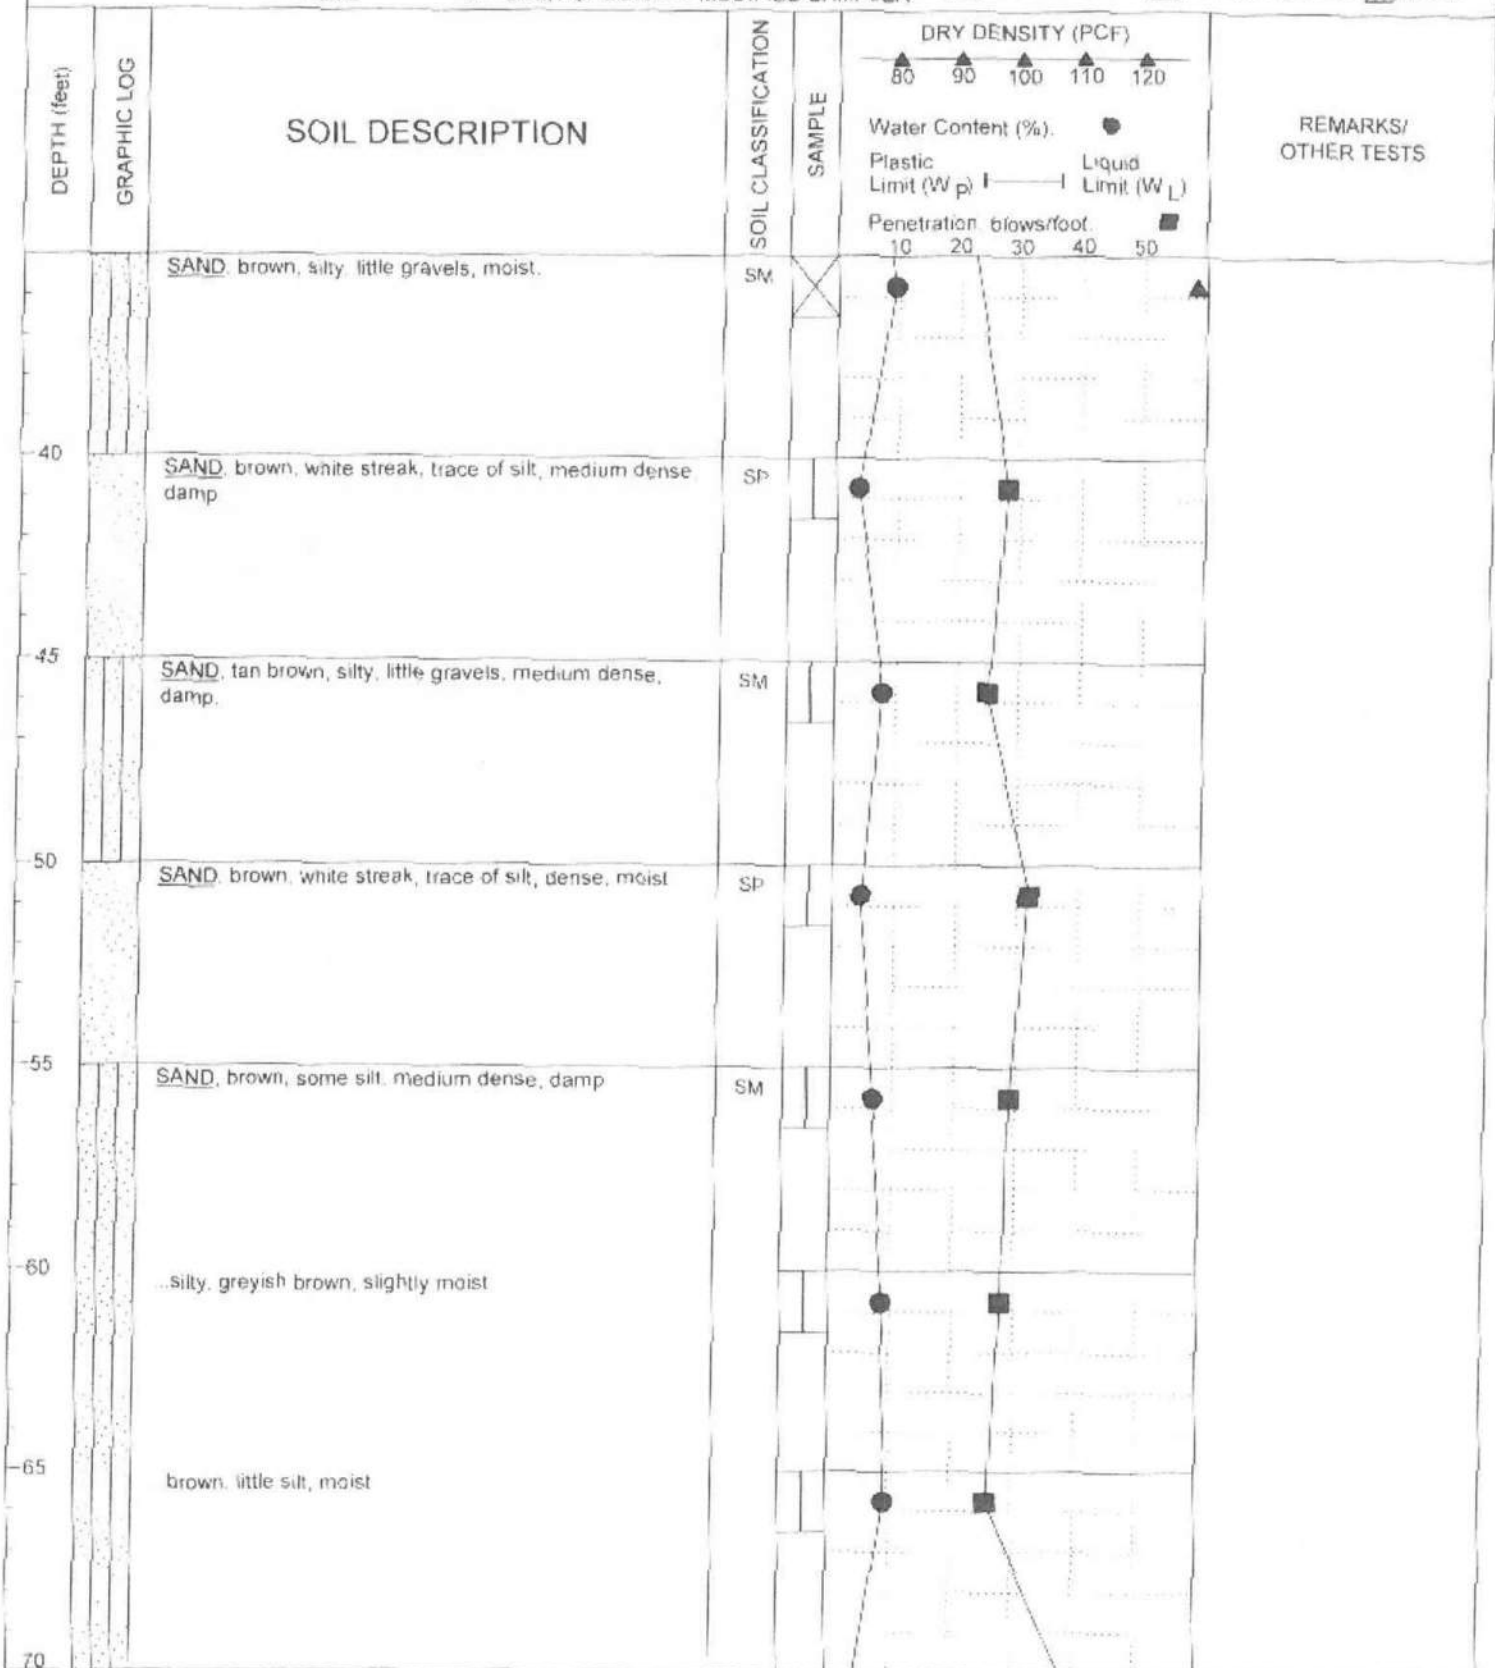 DEPTH (feet)
GRAPHIC LOG
SOIL DESCRIPTION
SOIL CLASSIFICATION
SAMPLE
DRY DENSITY (PCF)
80 90 100 110 120
Water Content (%).
Plastic Limit (W P)
Liquid Limit (W L)
Penetration blows/foot.
10 20 30 40 50
REMARKS/
OTHER TESTS
SAND, brown, silty, little gravels, moist.
SM
40
SAND, brown, white streak, trace of silt, medium dense
damp
SP
45
SAND, tan brown, silty, little gravels, medium dense,
damp.
SM
50
SAND, brown, white streak, trace of silt, dense, moist
SP
55
SAND, brown, some silt, medium dense, damp
SM
60
...silty, greyish brown, slightly moist
65
brown, little silt, moist
70